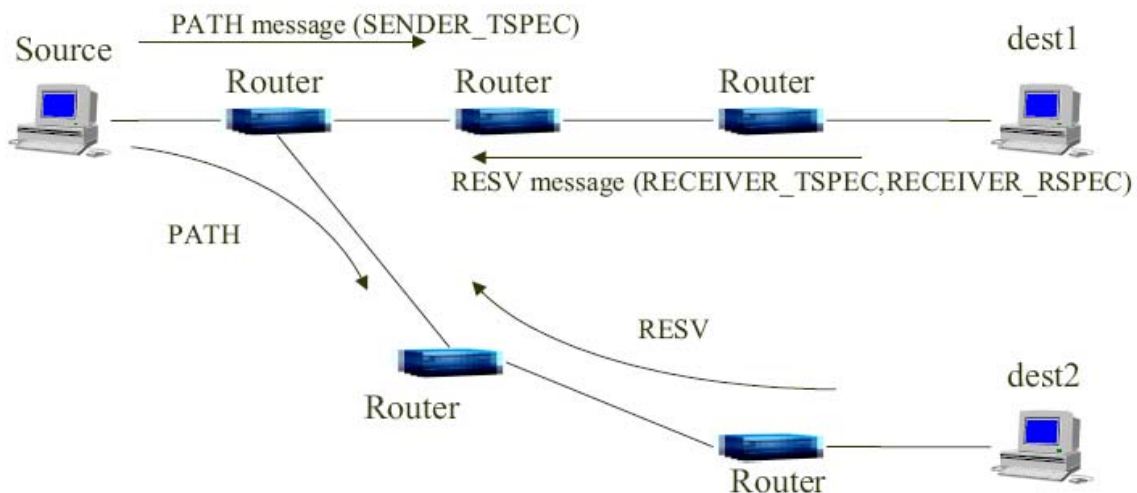 PATH message (SENDER_TSPEC)
Source
dest1
Router
Router
Router
RESV message (RECEIVER_TSPEC,RECEIVER_RSPEC)
PATH
RESV
Router
dest2
Router